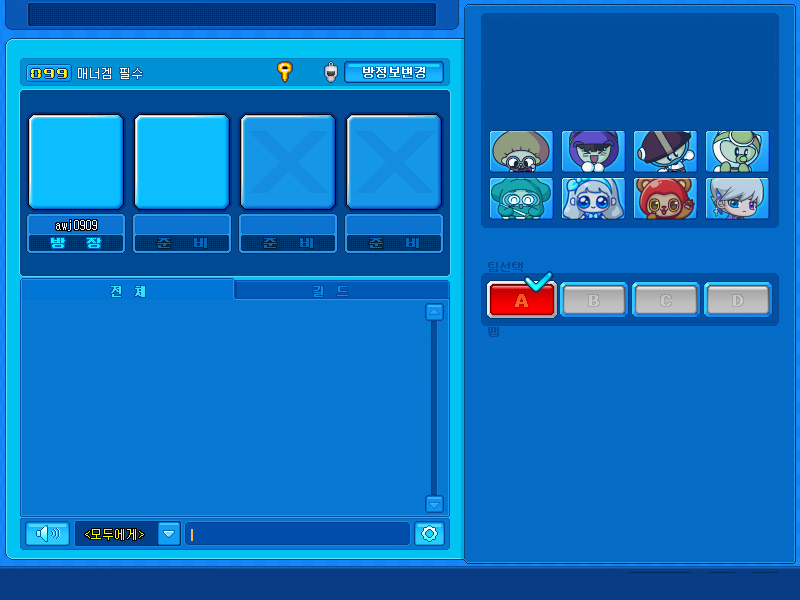 099 매너겜 필수 방정보변경
awj0909
방 장 준 비 준 비 준 비
전 체 길 드
팀선택
A B C D
맵
<모두에게>